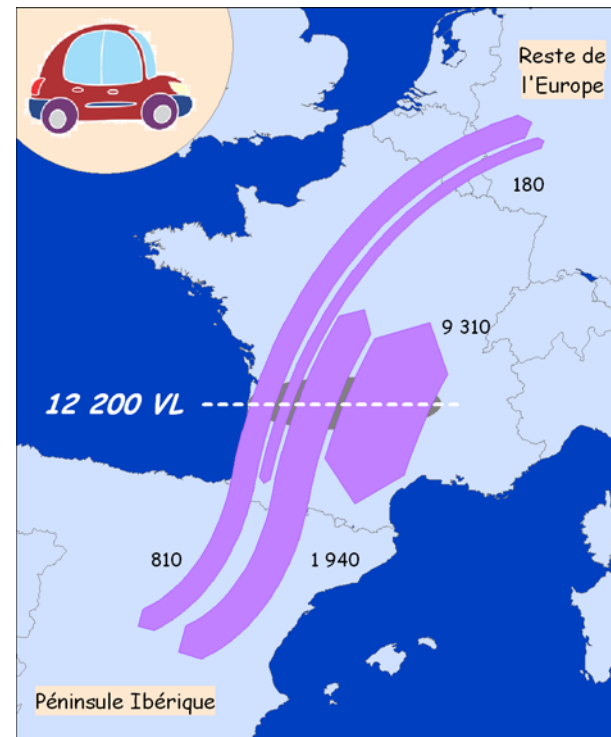 Reste de
l'Europe
180
9 310
12 200 VL
810
1 940
Péninsule Ibérique